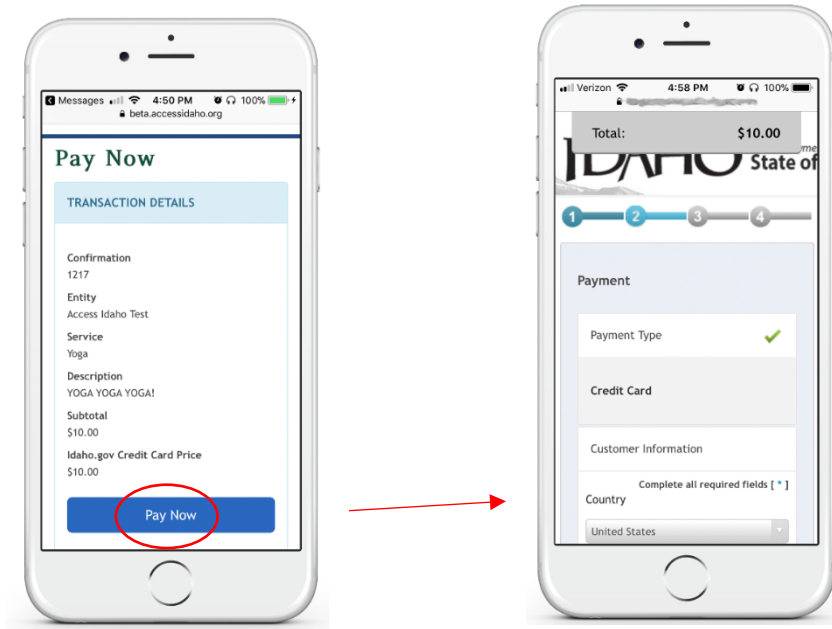 Messages 4:50 PM 100%
beta.accessidaho.org
Pay Now
TRANSACTION DETAILS
Confirmation
1217
Entity
Access Idaho Test
Service
Yoga
Description
YOGA YOGA YOGA!
Subtotal
$10.00
Idaho.gov Credit Card Price
$10.00
Pay Now
Verizon 4:58 PM 100%
Total: $10.00
IDAHO
State of
1 2 3 4
Payment
Payment Type
Credit Card
Customer Information
Complete all required fields [ * ]
Country
United States